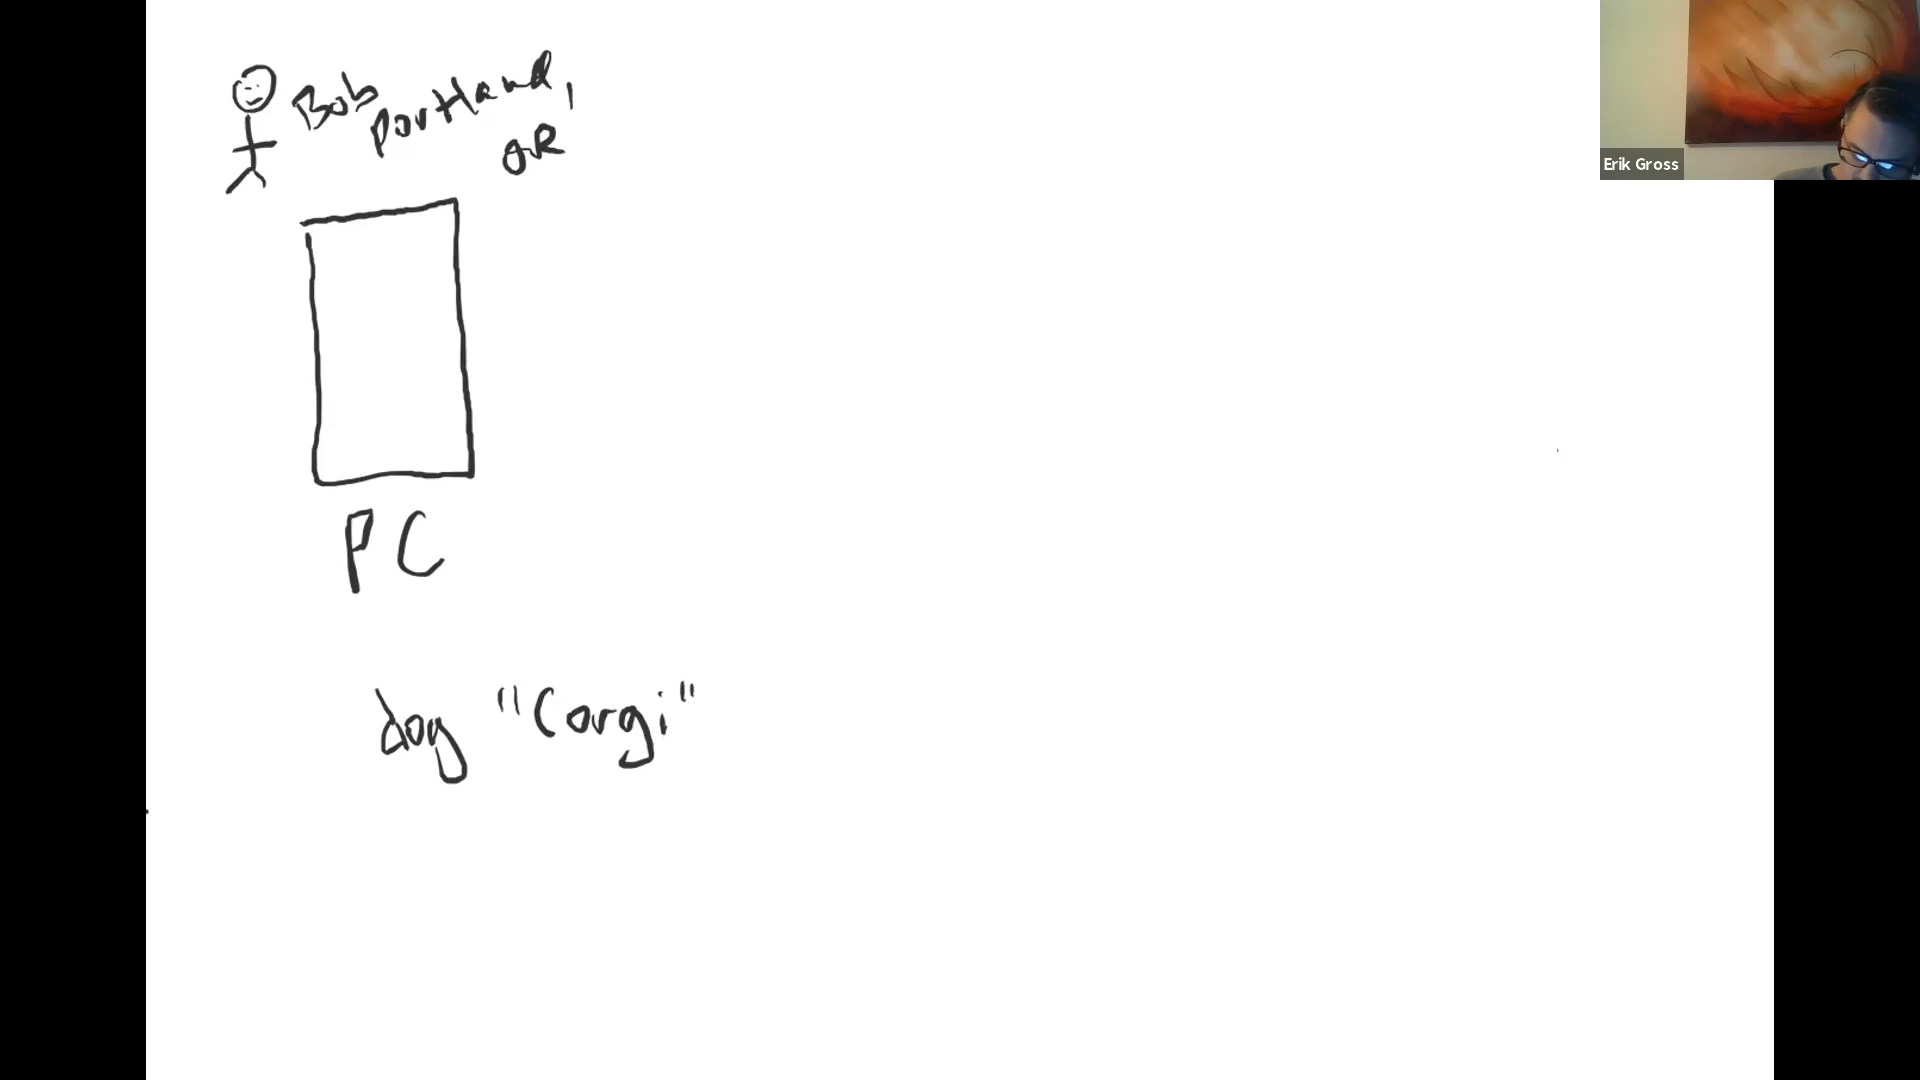 Bob
Portland,
OR
PC
dog "Corgi"
Erik Gross